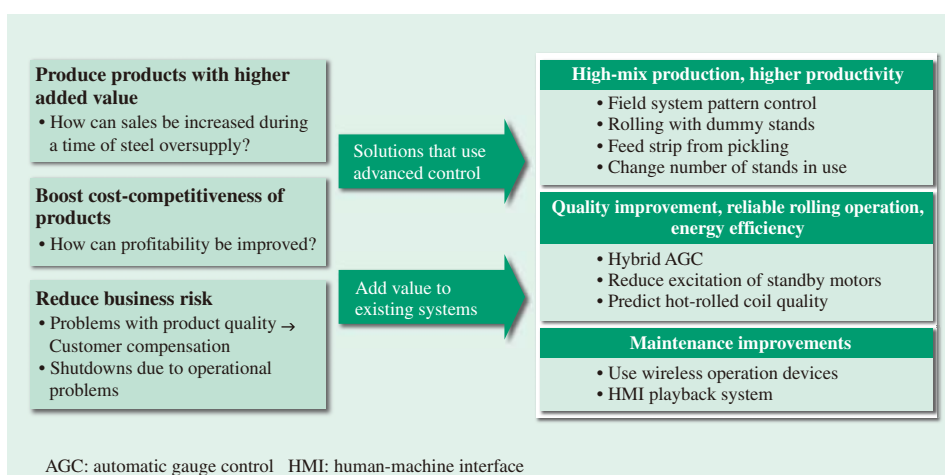 Produce products with higher
added value
• How can sales be increased during
a time of steel oversupply?
Boost cost-competitiveness of
products
• How can profitability be improved?
Reduce business risk
• Problems with product quality →
Customer compensation
• Shutdowns due to operational
problems
Solutions that use
advanced control
Add value to
existing systems
High-mix production, higher productivity
• Field system pattern control
• Rolling with dummy stands
• Feed strip from pickling
• Change number of stands in use
Quality improvement, reliable rolling operation,
energy efficiency
• Hybrid AGC
• Reduce excitation of standby motors
• Predict hot-rolled coil quality
Maintenance improvements
• Use wireless operation devices
• HMI playback system
AGC: automatic gauge control HMI: human-machine interface